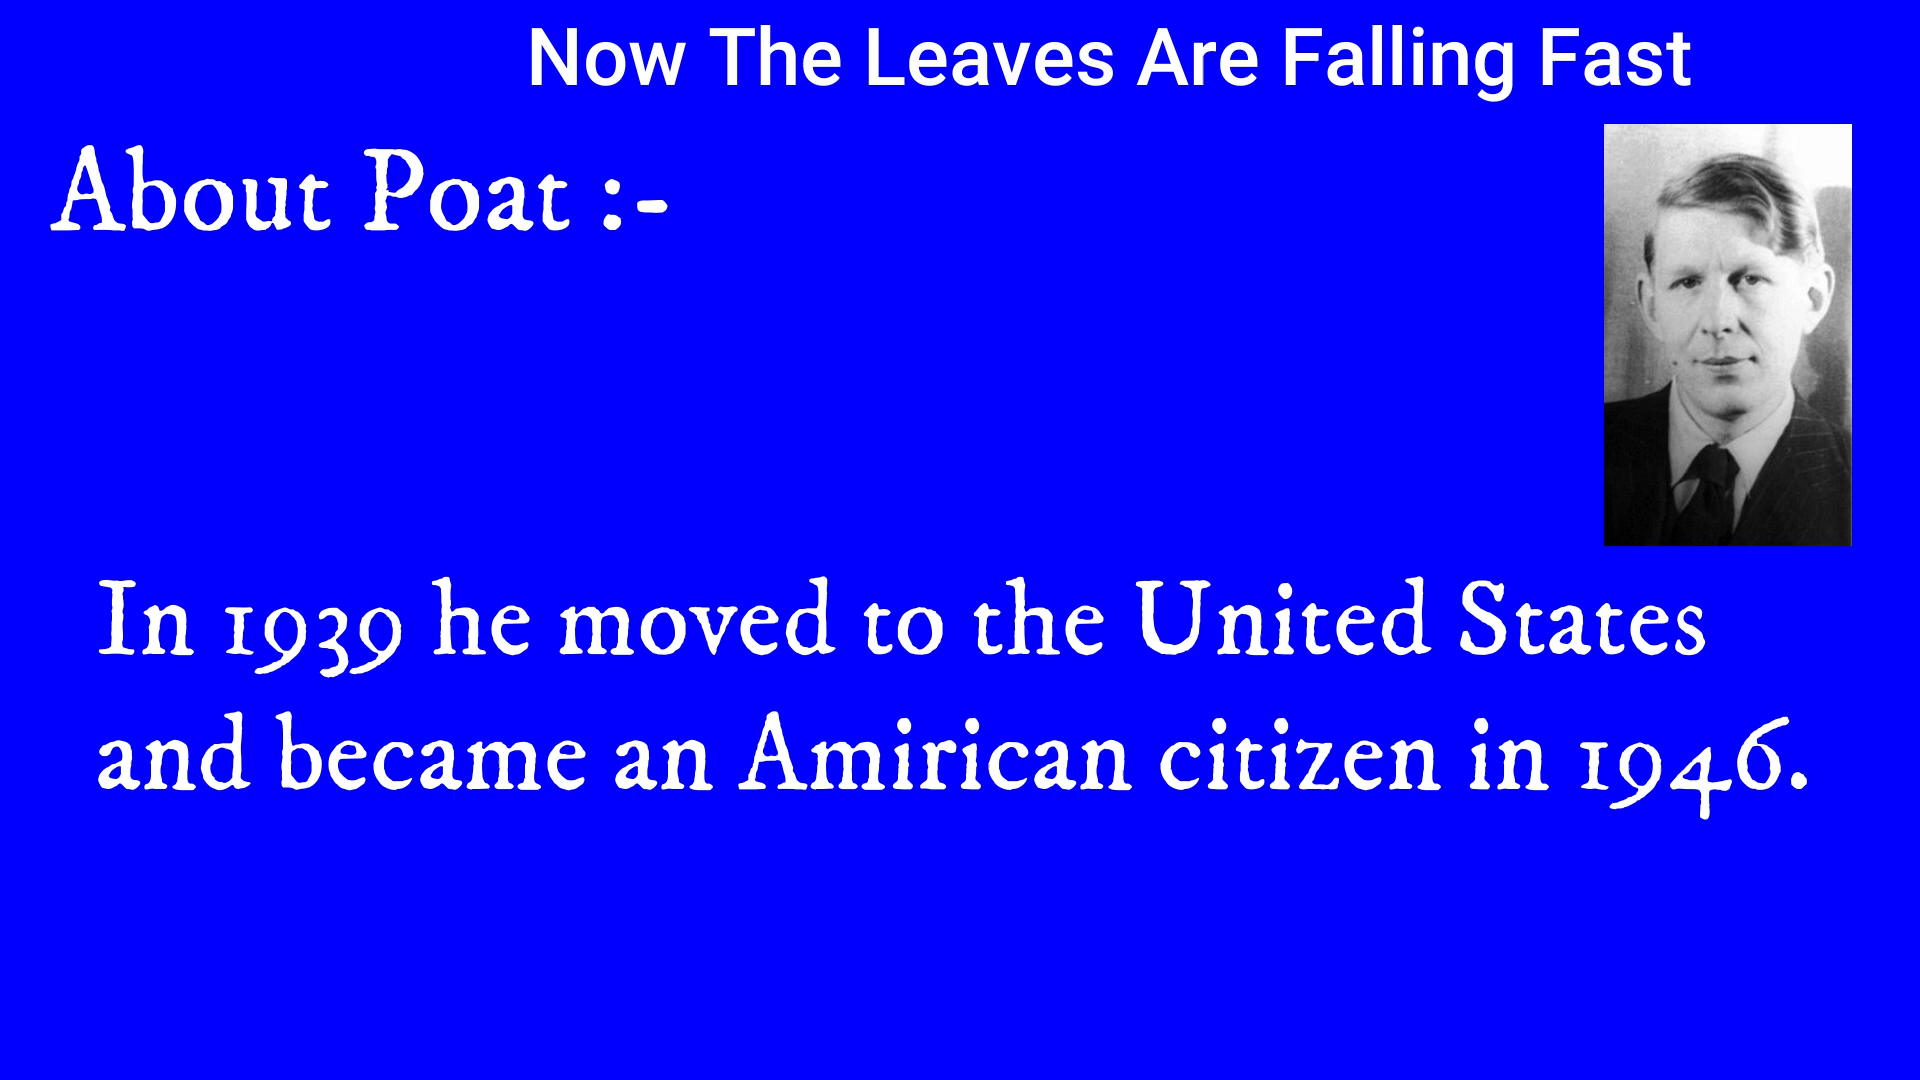 Now The Leaves Are Falling Fast
About Poat :-
In 1939 he moved to the United States
and became an Amirican citizen in 1946.